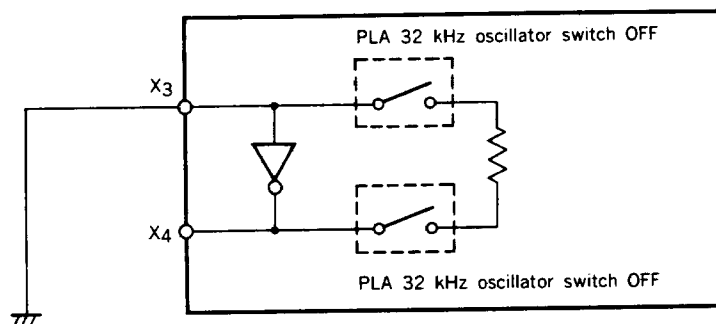 PLA 32 kHz oscillator switch OFF
X3
X4
PLA 32 kHz oscillator switch OFF